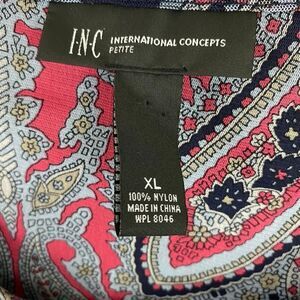 I·N·C INTERNATIONAL CONCEPTS
PETITE
XL
100% NYLON
MADE IN CHINA
WPL 8046